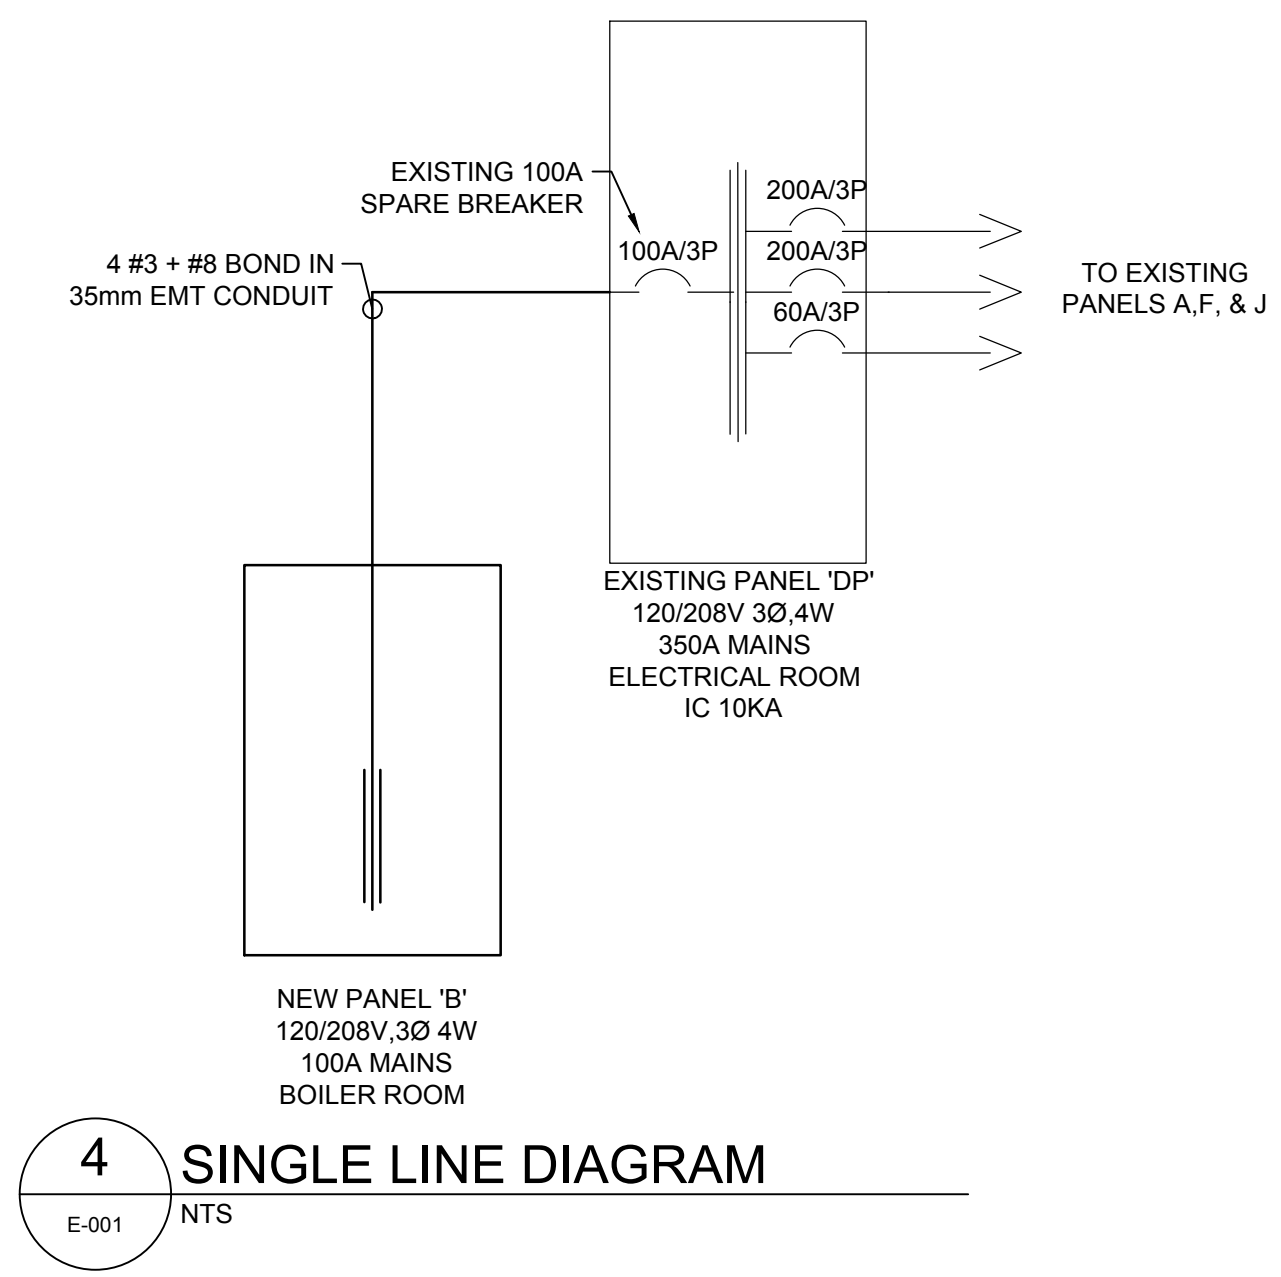 EXISTING 100A
SPARE BREAKER
200A/3P
100A/3P
200A/3P
60A/3P
4 #3 + #8 BOND IN
35mm EMT CONDUIT
TO EXISTING
PANELS A,F, & J
EXISTING PANEL 'DP'
120/208V 3Ø,4W
350A MAINS
ELECTRICAL ROOM
IC 10KA
NEW PANEL 'B'
120/208V,3Ø 4W
100A MAINS
BOILER ROOM
4
SINGLE LINE DIAGRAM
E-001
NTS